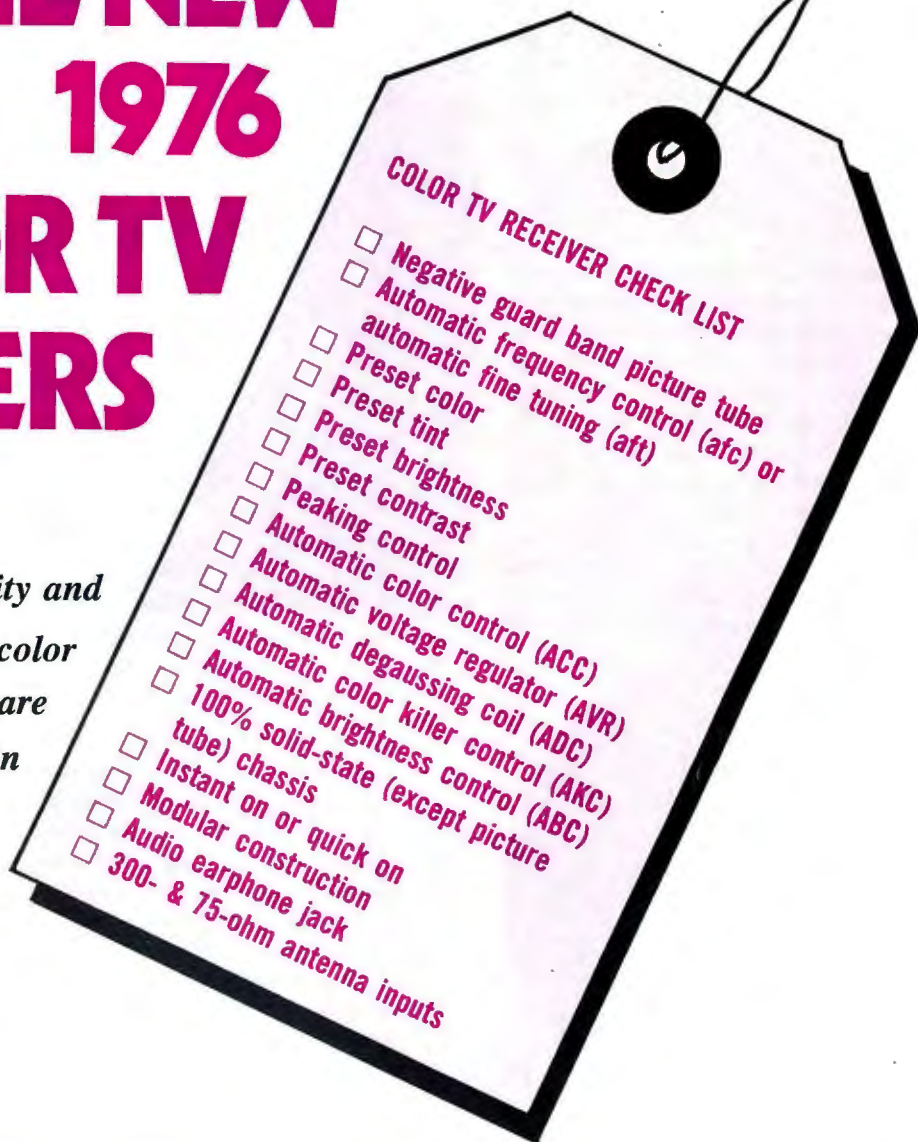 NEW
1976
R TV
ERS
ity and
color
are
n
COLOR TV RECEIVER CHECK LIST
Negative guard band picture tube
Automatic frequency control (afc) or
automatic fine tuning (aft)
Preset color
Preset tint
Preset brightness
Preset contrast
Peaking control
Automatic color control (ACC)
Automatic voltage regulator (AVR)
Automatic degaussing coil (ADC)
Automatic color killer control (AKC)
Automatic brightness control (ABC)
100% solid-state (except picture
tube) chassis
Instant on or quick on
Modular construction
Audio earphone jack
300- & 75-ohm antenna inputs